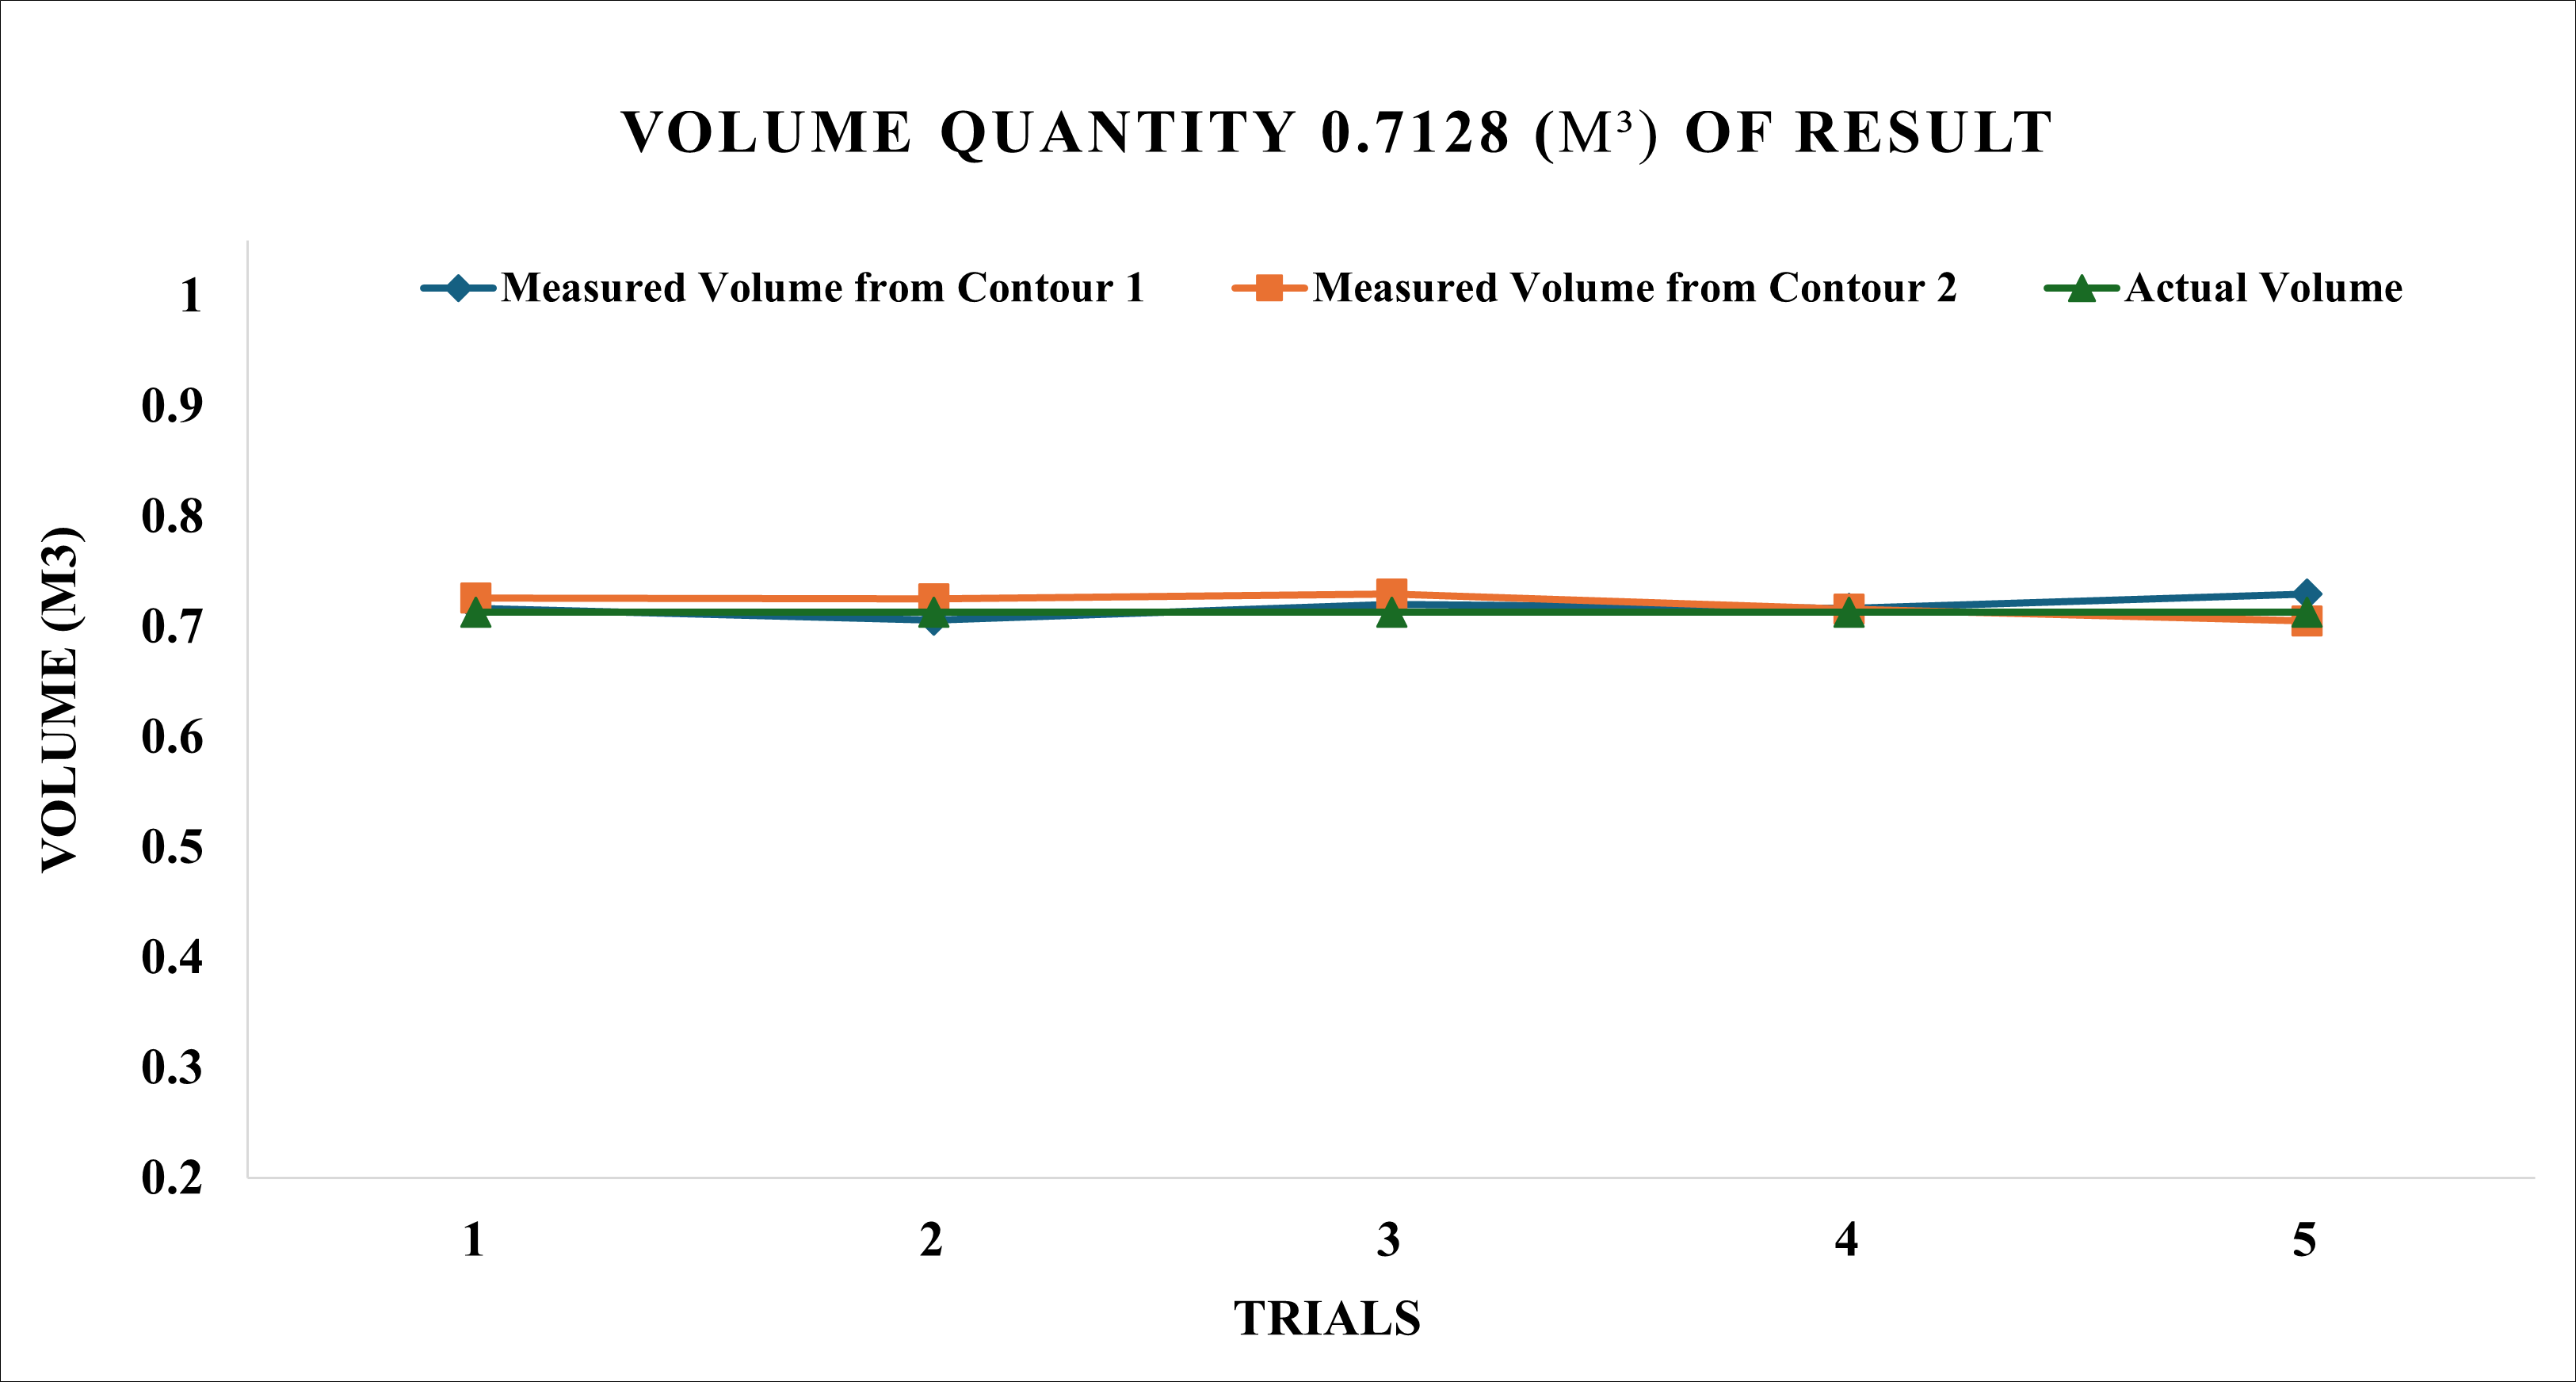 VOLUME QUANTITY 0.7128 (M³) OF RESULT
Measured Volume from Contour 1
Measured Volume from Contour 2
Actual Volume
VOLUME (M3)
1
0.9
0.8
0.7
0.6
0.5
0.4
0.3
0.2
1 2 3 4 5
TRIALS